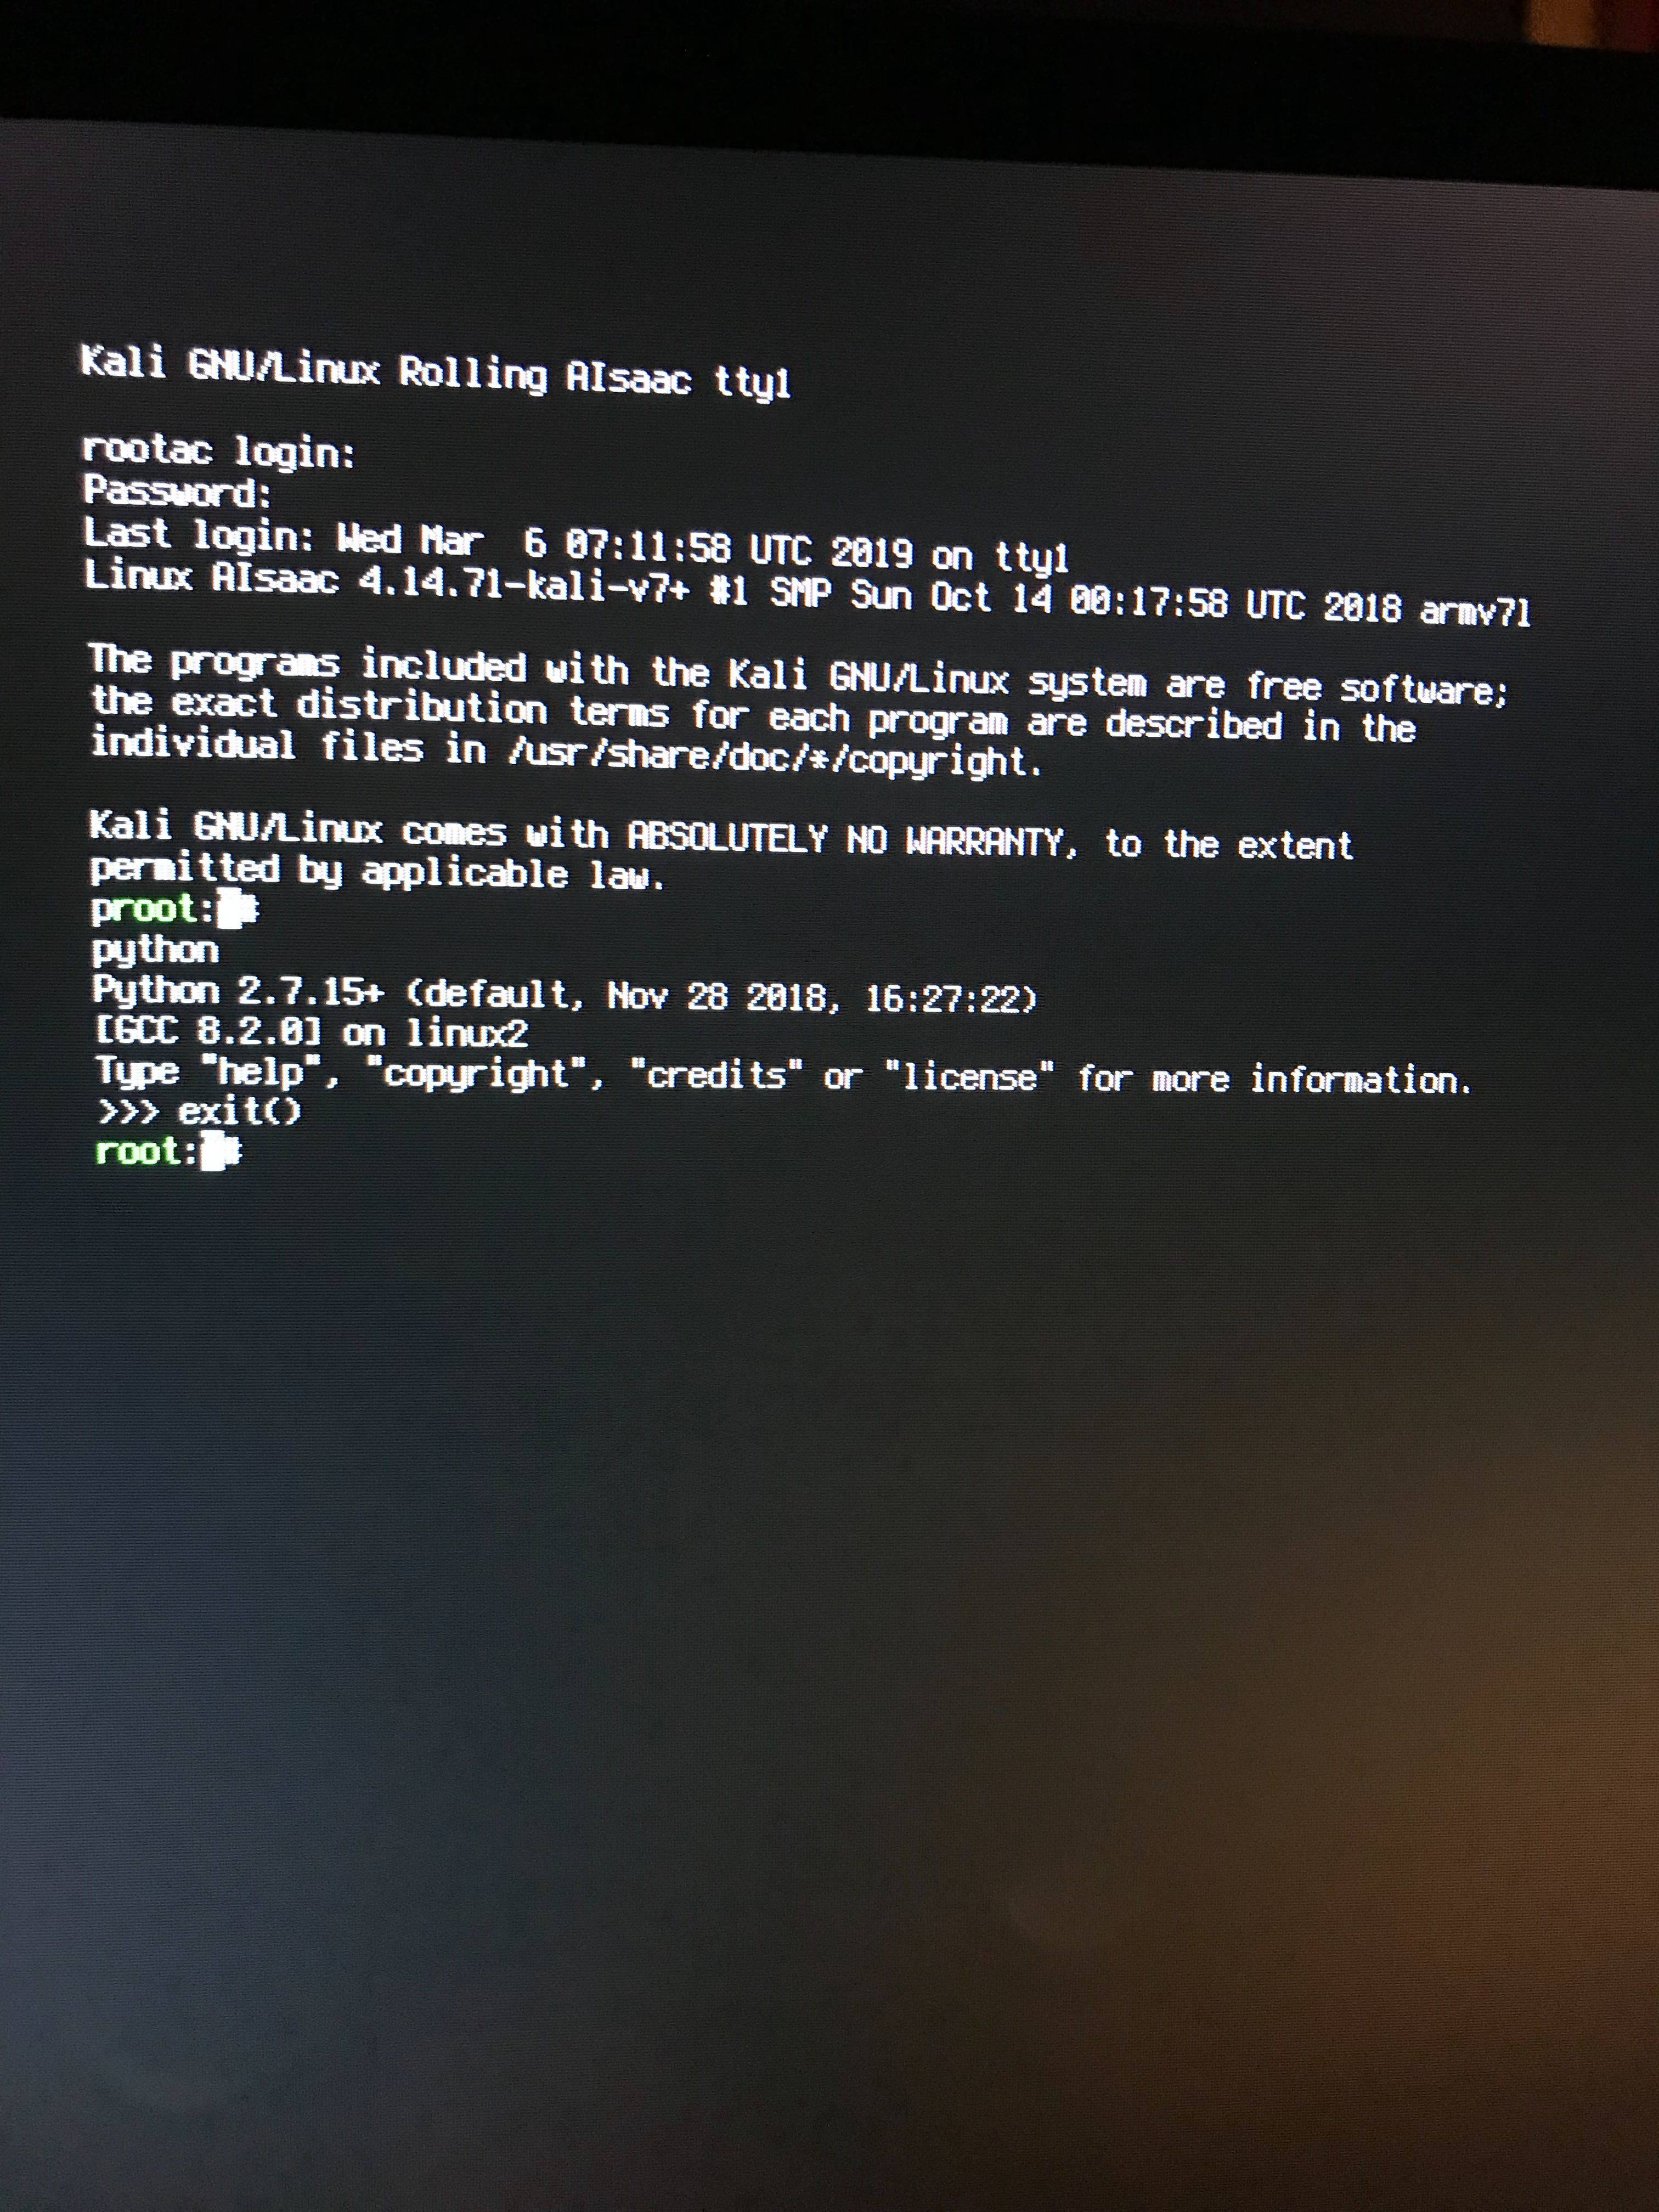 Kali GNU/Linux Rolling AIsaac tty1
rootac login:
Password:
Last login: Wed Mar  6 07:11:58 UTC 2019 on tty1
Linux AIsaac 4.14.71-kali-v7+ #1 SMP Sun Oct 14 00:17:58 UTC 2018 armv7l
The programs included with the Kali GNU/Linux system are free software;
the exact distribution terms for each program are described in the
individual files in /usr/share/doc/*/copyright.
Kali GNU/Linux comes with ABSOLUTELY NO WARRANTY, to the extent
permitted by applicable law.
proot:#
python
Python 2.7.15+ (default, Nov 28 2018, 16:27:22)
[GCC 8.2.0] on linux2
Type "help", "copyright", "credits" or "license" for more information.
>>> exit()
root:#